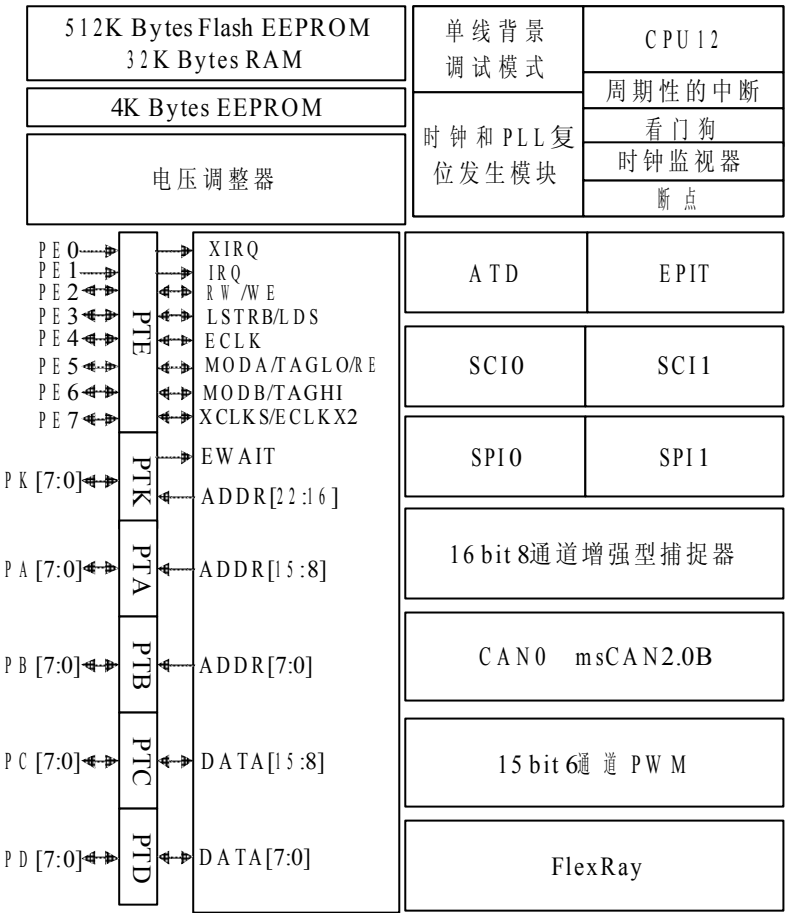 512K Bytes Flash EEPROM
32K Bytes RAM
4K Bytes EEPROM
电压调整器
单线背景
调试模式
时钟和PLL复
位发生模块
CPU12
周期性的中断
看门狗
时钟监视器
断点
PE0
PE1
PE2
PE3
PE4
PE5
PE6
PE7
PK[7:0]
PA[7:0]
PB[7:0]
PC[7:0]
PD[7:0]
PTE
PTK
PTA
PTB
PTC
PTD
XIRQ
IRQ
RW/WE
LSTRB/LDS
ECLK
MODA/TAGLO/RE
MODB/TAGHI
XCLKS/ECLKX2
EWAIT
ADDR[22:16]
ADDR[15:8]
ADDR[7:0]
DATA[15:8]
DATA[7:0]
ATD
EPIT
SCI0
SCI1
SPI0
SPI1
16bit 8通道增强型捕捉器
CAN0 msCAN2.0B
15bit 6通道 PWM
FlexRay